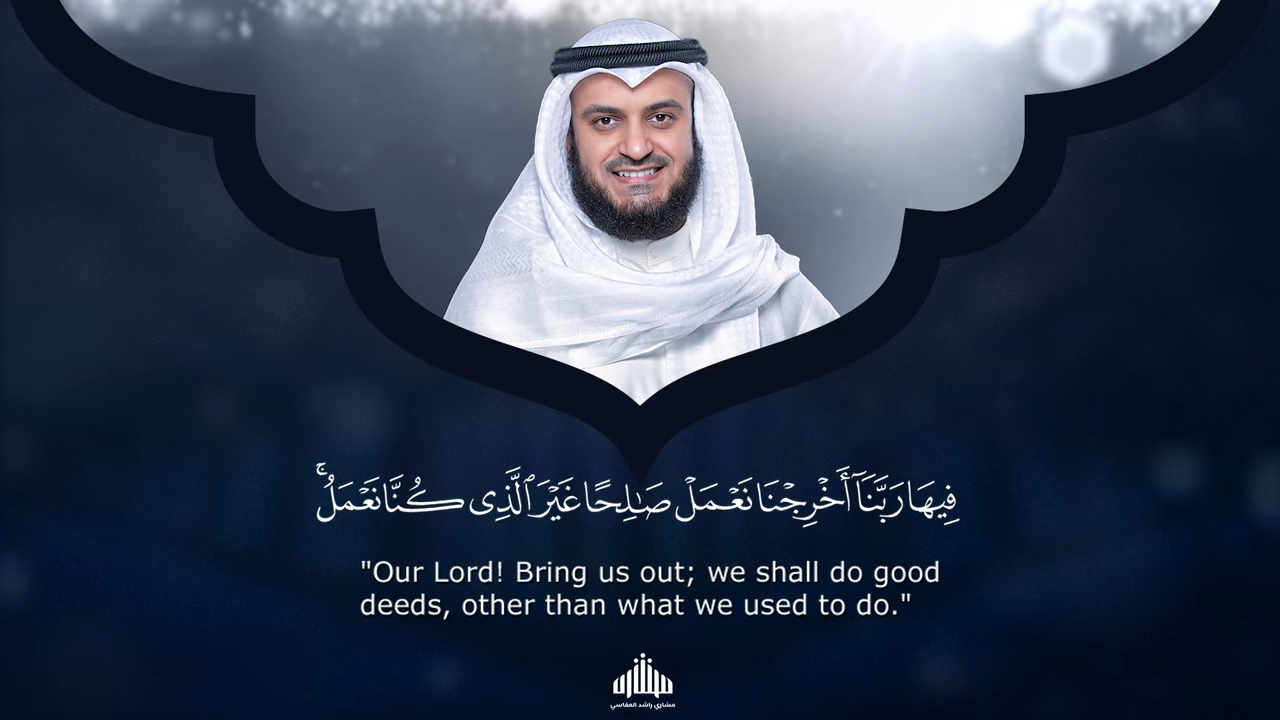 فِيهَا رَبَّنَآ أَخْرِجْنَا نَعْمَلْ صَـٰلِحًا غَيْرَ ٱلَّذِى كُنَّا نَعْمَلُ ۚ
"Our Lord! Bring us out; we shall do good
deeds, other than what we used to do."
مشاري راشد العفاسي